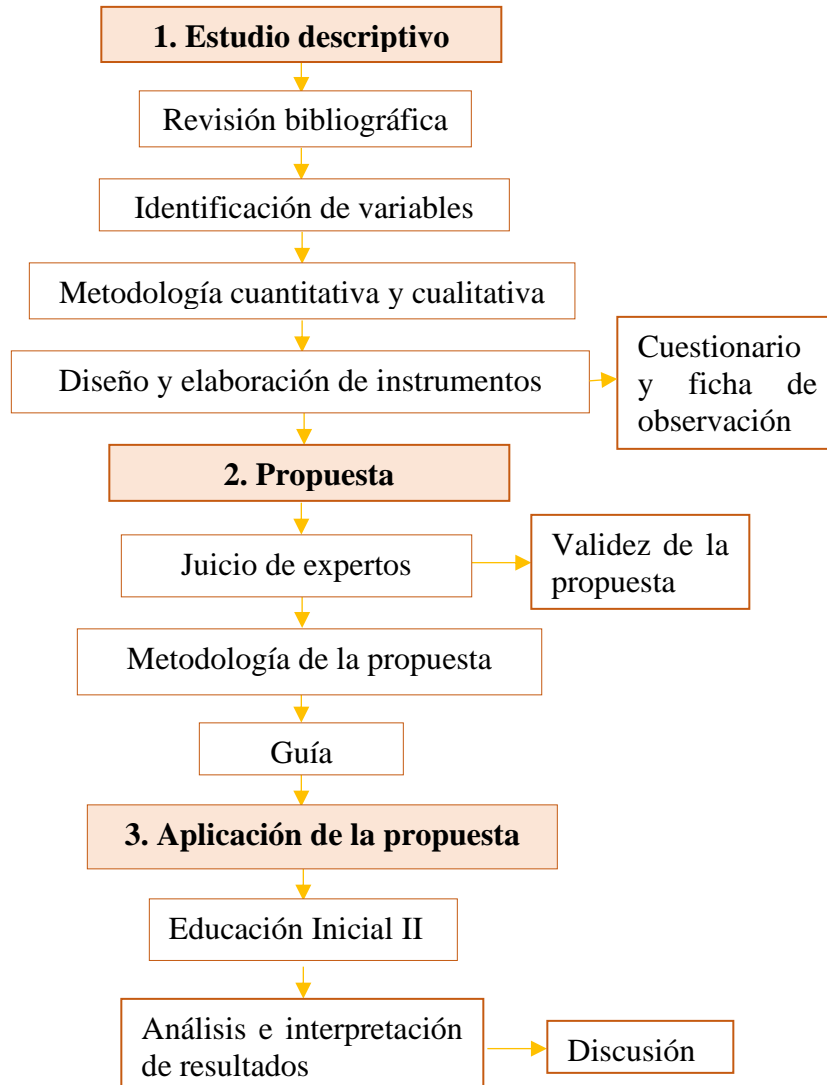 1. Estudio descriptivo
Revisión bibliográfica
Identificación de variables
Metodología cuantitativa y cualitativa
Diseño y elaboración de instrumentos
Cuestionario
y ficha de
observación
2. Propuesta
Juicio de expertos
Validez de la
propuesta
Metodología de la propuesta
Guía
3. Aplicación de la propuesta
Educación Inicial II
Análisis e interpretación
de resultados
Discusión